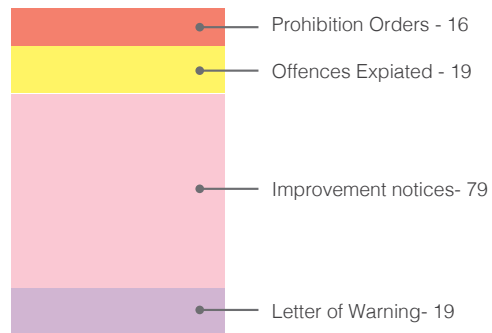 Prohibition Orders - 16
Offences Expiated - 19
Improvement notices- 79
Letter of Warning- 19